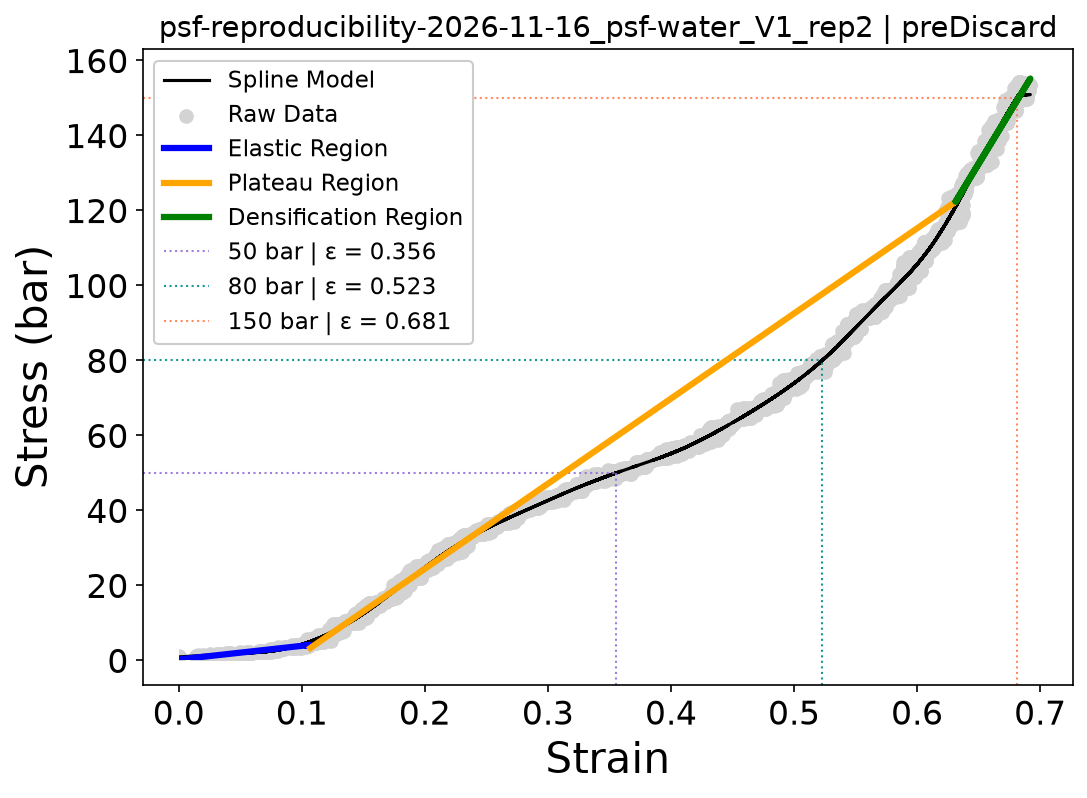 psf-reproducibility-2026-11-16_psf-water_V1_rep2 | preDiscard
Stress (bar)
160
140
120
100
80
60
40
20
0
Spline Model
Raw Data
Elastic Region
Plateau Region
Densification Region
50 bar | ε = 0.356
80 bar | ε = 0.523
150 bar | ε = 0.681
0.0 0.1 0.2 0.3 0.4 0.5 0.6 0.7
Strain